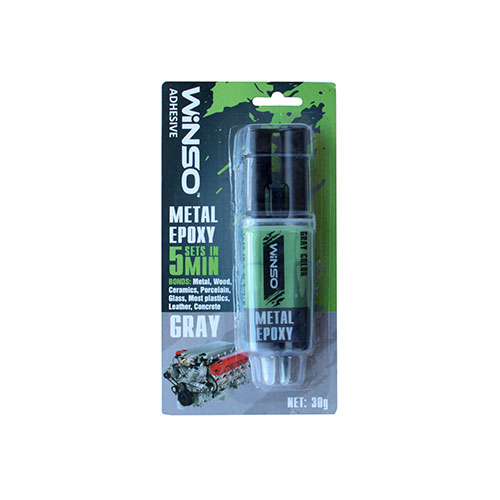 WINSO™
ADHESIVE
METAL
EPOXY
5 SETS IN
MIN
BONDS: Metal, Wood,
Ceramics, Porcelain,
Glass, Most plastics,
Leather, Concrete
GRAY
WINSO
GRAY COLOR
METAL
EPOXY
NET: 30g